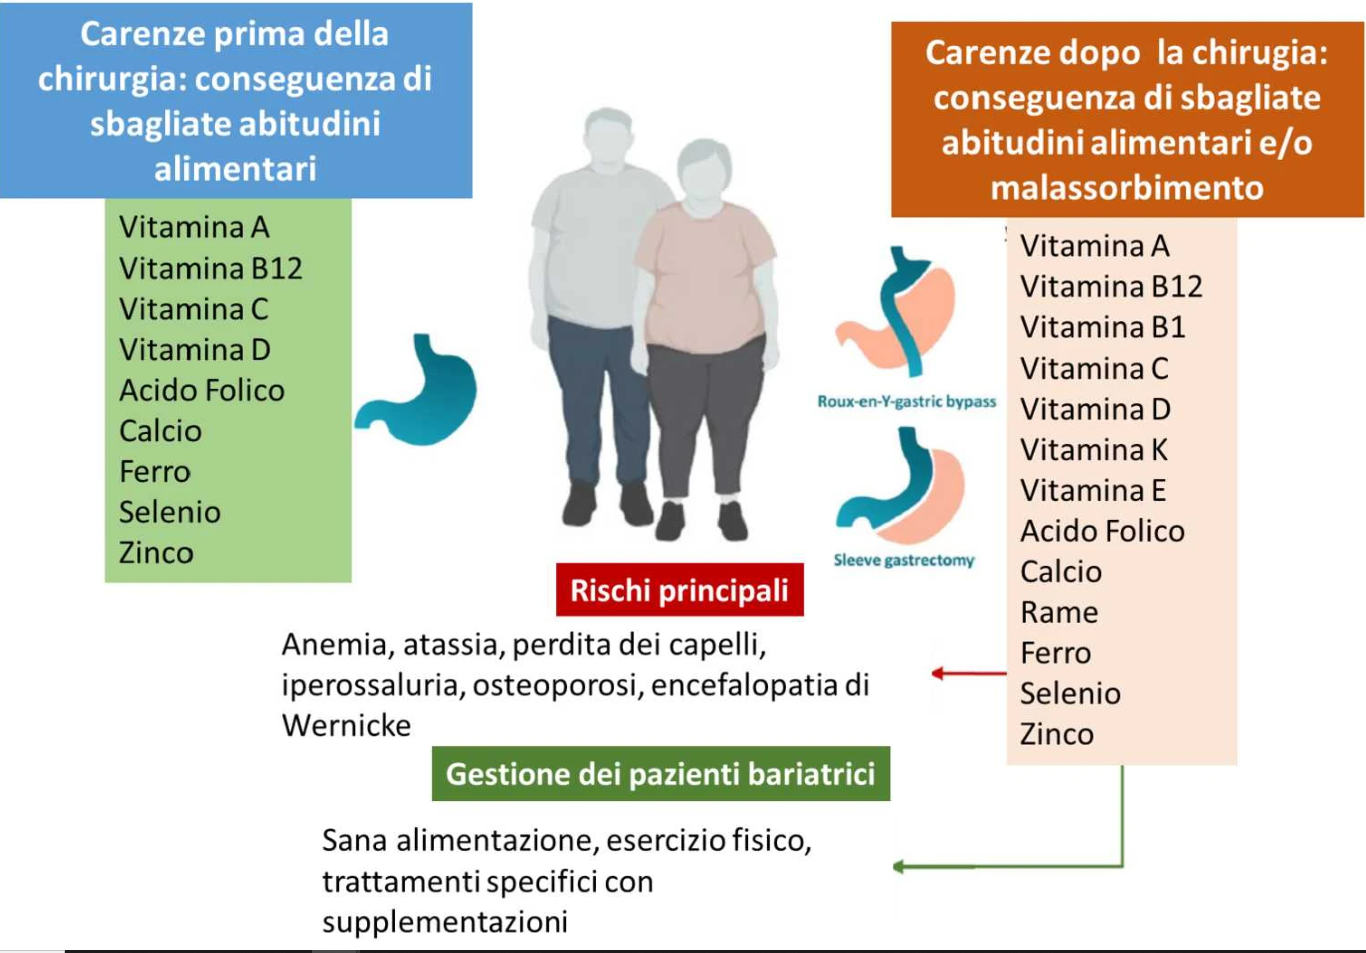 Carenze prima della
chirurgia: conseguenza di
sbagliate abitudini
alimentari
Vitamina A
Vitamina B12
Vitamina C
Vitamina D
Acido Folico
Calcio
Ferro
Selenio
Zinco
Carenze dopo la chirugia:
conseguenza di sbagliate
abitudini alimentari e/o
malassorbimento
Roux-en-Y-gastric bypass
Sleeve gastrectomy
Vitamina A
Vitamina B12
Vitamina B1
Vitamina C
Vitamina D
Vitamina K
Vitamina E
Acido Folico
Calcio
Rame
Ferro
Selenio
Zinco
Rischi principali
Anemia, atassia, perdita dei capelli,
iperossaluria, osteoporosi, encefalopatia di
Wernicke
Gestione dei pazienti bariatrici
Sana alimentazione, esercizio fisico,
trattamenti specifici con
supplementazioni